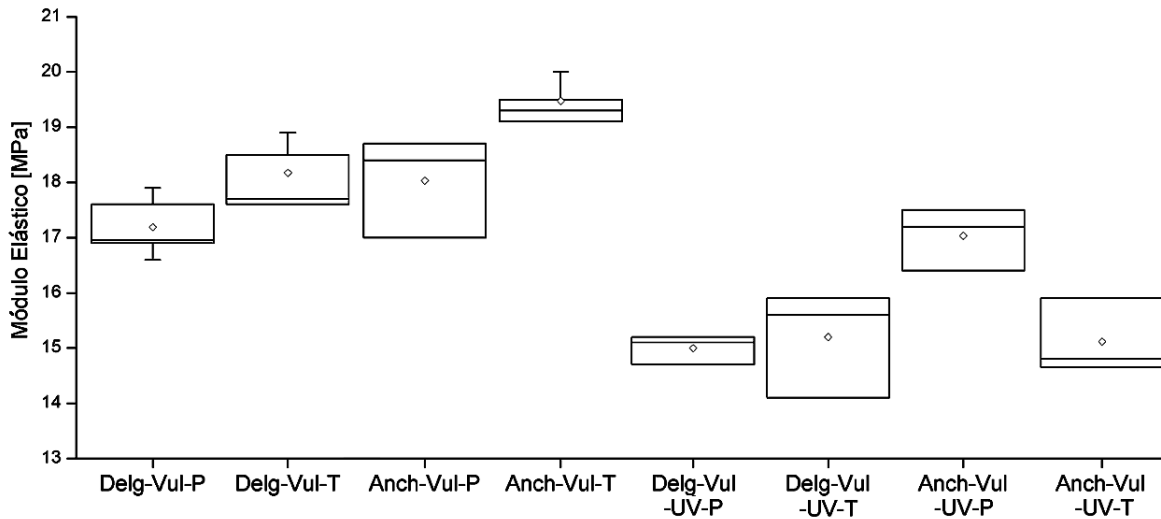 21
20
19
18
17
16
15
14
13
Módulo Elástico [MPa]
Delg-Vul-P
Delg-Vul-T
Anch-Vul-P
Anch-Vul-T
Delg-Vul
-UV-P
Delg-Vul
-UV-T
Anch-Vul
-UV-P
Anch-Vul
-UV-T